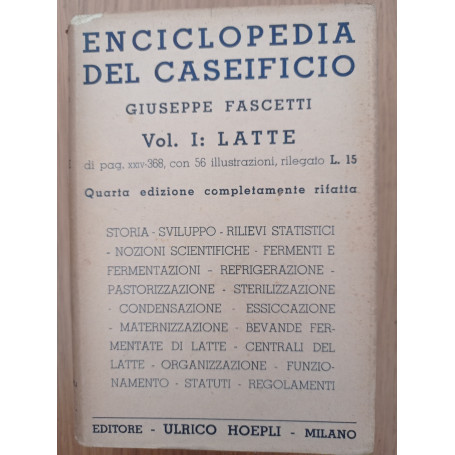 ENCICLOPEDIA
DEL CASEIFICIO
GIUSEPPE FASCETTI
Vol. I: LATTE
di pag. XXIV-368, con 56 illustrazioni, rilegato L. 15
Quarta edizione completamente rifatta
STORIA - SVILUPPO - RILIEVI STATISTICI
- NOZIONI SCIENTIFICHE - FERMENTI E
FERMENTAZIONI - REFRIGERAZIONE -
PASTORIZZAZIONE - STERILIZZAZIONE
- CONDENSAZIONE - ESSICCAZIONE
- MATERNIZZAZIONE - BEVANDE FER-
MENTATE DI LATTE - CENTRALI DEL
LATTE - ORGANIZZAZIONE - FUNZIO-
NAMENTO - STATUTI - REGOLAMENTI
EDITORE - ULRICO HOEPLI - MILANO